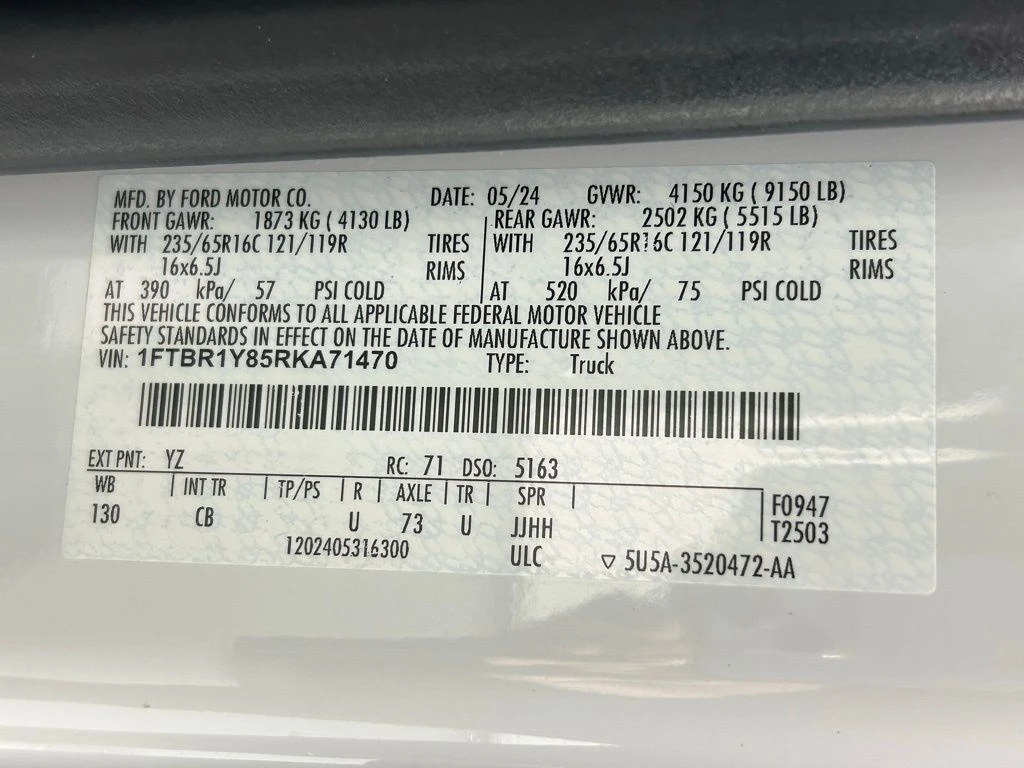 MFD. BY FORD MOTOR CO. DATE: 05/24 GVWR: 4150 KG ( 9150 LB)
FRONT GAWR: 1873 KG ( 4130 LB) REAR GAWR: 2502 KG ( 5515 LB)
WITH 235/65R16C 121/119R TIRES WITH 235/65R16C 121/119R TIRES
16x6.5J RIMS 16x6.5J RIMS
AT 390 kPa/ 57 PSI COLD AT 520 kPa/ 75 PSI COLD
THIS VEHICLE CONFORMS TO ALL APPLICABLE FEDERAL MOTOR VEHICLE
SAFETY STANDARDS IN EFFECT ON THE DATE OF MANUFACTURE SHOWN ABOVE.
VIN: 1FTBR1Y85RKA71470 TYPE: Truck
EXT PNT: YZ RC: 71 DSO: 5163
WB INT TR TP/PS R AXLE TR SPR F0947
130 CB U 73 U JJHH T2503
1202405316300 ULC ▽ 5U5A-3520472-AA